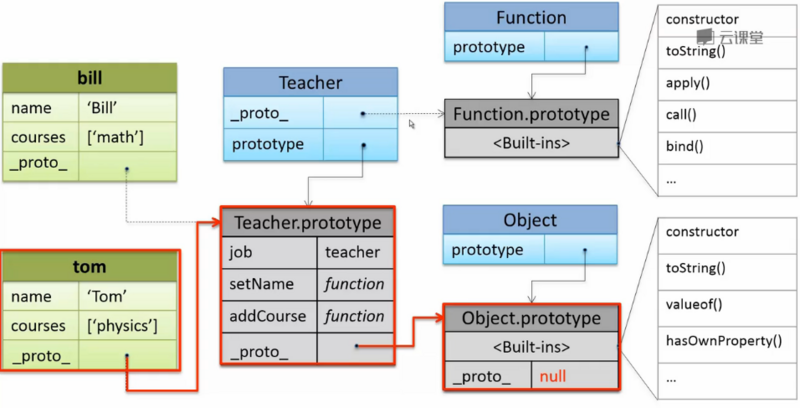 Function
prototype
constructor
云课堂
toString()
apply()
call()
bind()
...
Teacher
_proto_
prototype
Function.prototype
<Built-ins>
bill
name ‘Bill’
courses [‘math’]
_proto_
Teacher.prototype
job teacher
setName function
addCourse function
_proto_
Object
prototype
constructor
toString()
valueof()
hasOwnProperty()
...
tom
name ‘Tom’
courses [‘physics’]
_proto_
Object.prototype
<Built-ins>
_proto_ null